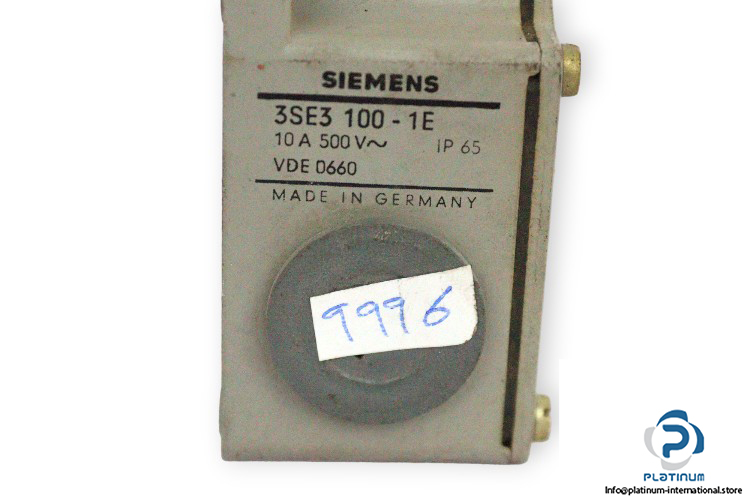 SIEMENS
3SE3 100 - 1E
10 A 500 V~ IP 65
VDE 0660
MADE IN GERMANY
9996
PLATINUM
Info@platinum-international.store